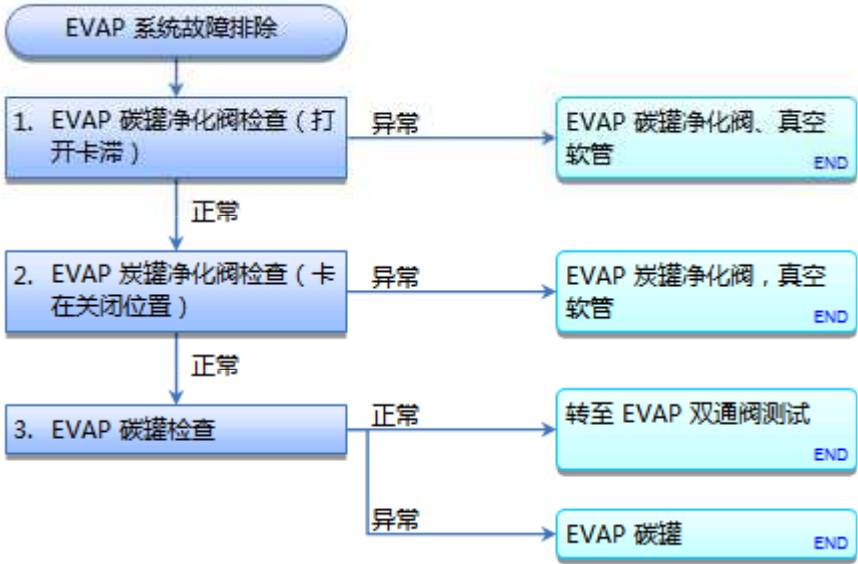 EVAP 系统故障排除
1. EVAP 碳罐净化阀检查（打
开卡滞）
异常
EVAP 碳罐净化阀、真空
软管
END
正常
2. EVAP 炭罐净化阀检查（卡
在关闭位置）
异常
EVAP 炭罐净化阀，真空
软管
END
正常
3. EVAP 碳罐检查
正常
转至 EVAP 双通阀测试
END
异常
EVAP 碳罐
END